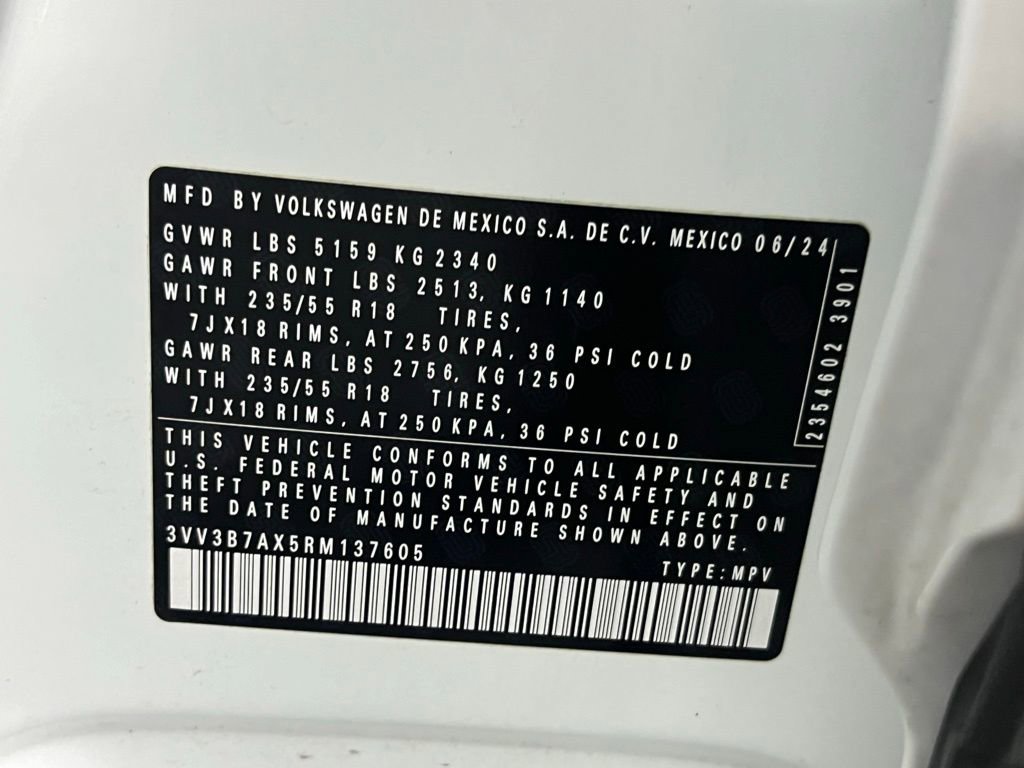 MFD BY VOLKSWAGEN DE MEXICO S.A. DE C.V. MEXICO 06/24
GVWR LBS 5159 KG 2340
GAWR FRONT LBS 2513, KG 1140
WITH 235/55 R18 TIRES,
7JX18 RIMS, AT 250 KPA, 36 PSI COLD
GAWR REAR LBS 2756, KG 1250
WITH 235/55 R18 TIRES,
7JX18 RIMS, AT 250 KPA, 36 PSI COLD
2354602 3901
THIS VEHICLE CONFORMS TO ALL APPLICABLE
U.S. FEDERAL MOTOR VEHICLE SAFETY AND
THEFT PREVENTION STANDARDS IN EFFECT ON
THE DATE OF MANUFACTURE SHOWN ABOVE.
3VV3B7AX5RM137605
TYPE: MPV